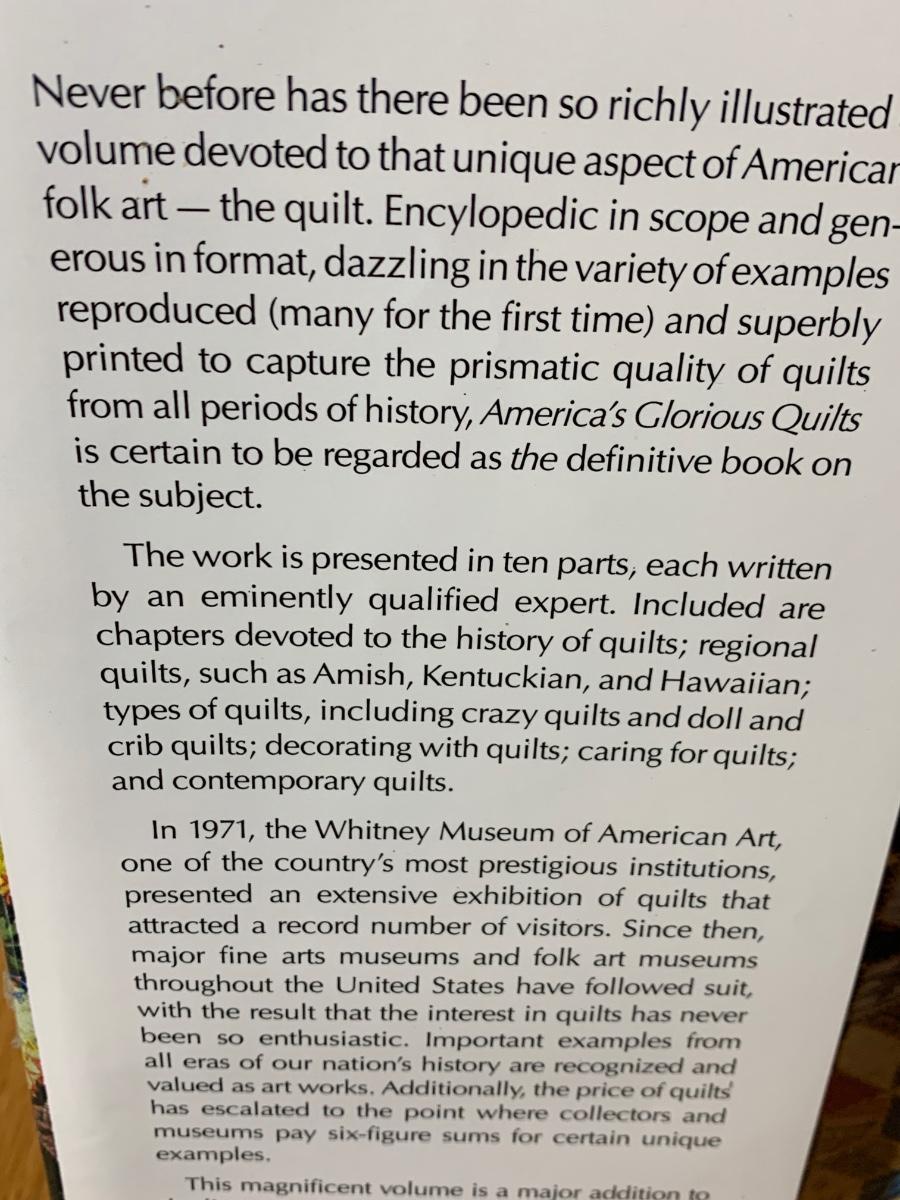 Never before has there been so richly illustrated
volume devoted to that unique aspect of American
folk art — the quilt. Encylopedic in scope and gen-
erous in format, dazzling in the variety of examples
reproduced (many for the first time) and superbly
printed to capture the prismatic quality of quilts
from all periods of history, America's Glorious Quilts
is certain to be regarded as the definitive book on
the subject.
The work is presented in ten parts, each written
by an eminently qualified expert. Included are
chapters devoted to the history of quilts; regional
quilts, such as Amish, Kentuckian, and Hawaiian;
types of quilts, including crazy quilts and doll and
crib quilts; decorating with quilts; caring for quilts;
and contemporary quilts.
In 1971, the Whitney Museum of American Art,
one of the country's most prestigious institutions,
presented an extensive exhibition of quilts that
attracted a record number of visitors. Since then,
major fine arts museums and folk art museums
throughout the United States have followed suit,
with the result that the interest in quilts has never
been so enthusiastic. Important examples from
all eras of our nation's history are recognized and
valued as art works. Additionally, the price of quilts
has escalated to the point where collectors and
museums pay six-figure sums for certain unique
examples.
This magnificent volume is a major addition to